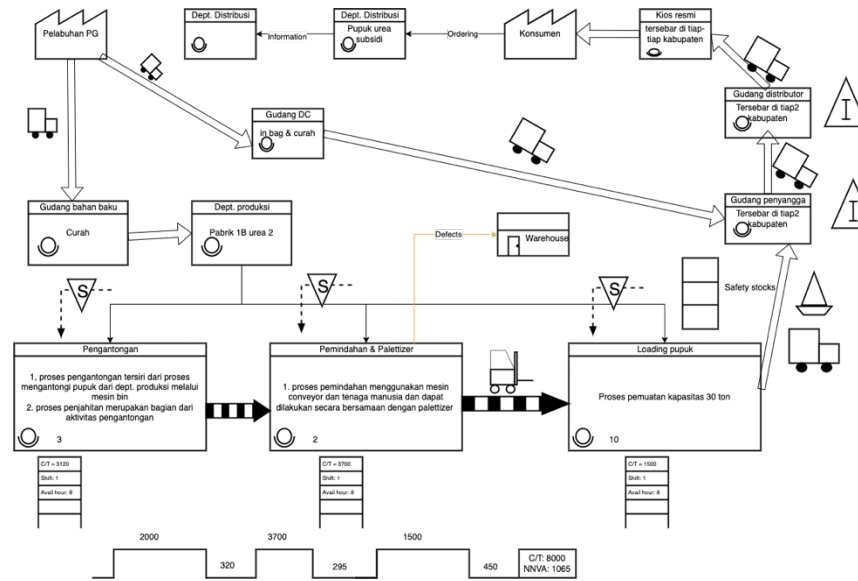 Pelabuhan PG
Dept. Distribusi
Information
Dept. Distribusi
Pupuk urea
subsidi
Ordering
Konsumen
Kios resmi
tersebar di tiap-
tiap kabupaten
Gudang distributor
Tersebar di tiap2
kabupaten
I
Gudang DC
in bag & curah
Gudang penyangga
Tersebar di tiap2
kabupaten
I
Gudang bahan baku
Curah
Dept. produksi
Pabrik 1B urea 2
Defects
Warehouse
Safety stocks
S
S
S
Pengantongan
1, proses pengantongan tersiri dari proses
mengantongi pupuk dari dept. produksi melalui
mesin bin
2. proses penjahitan merupakan bagian dari
aktivitas pengantongan
3
Pemindahan & Palettizer
1. proses pemindahan menggunakan mesin
conveyor dan tenaga manusia dan dapat
dilakukan secara bersamaan dengan palettizer
2
Loading pupuk
Proses pemuatan kapasitas 30 ton
10
C/T = 3120
Shift: 1
Avail hour: 8
C/T = 3700
Shift: 1
Avail hour: 8
C/T = 1500
Shift: 1
Avail hour: 8
2000
320
3700
295
1500
450
C/T: 8000
NNVA: 1065